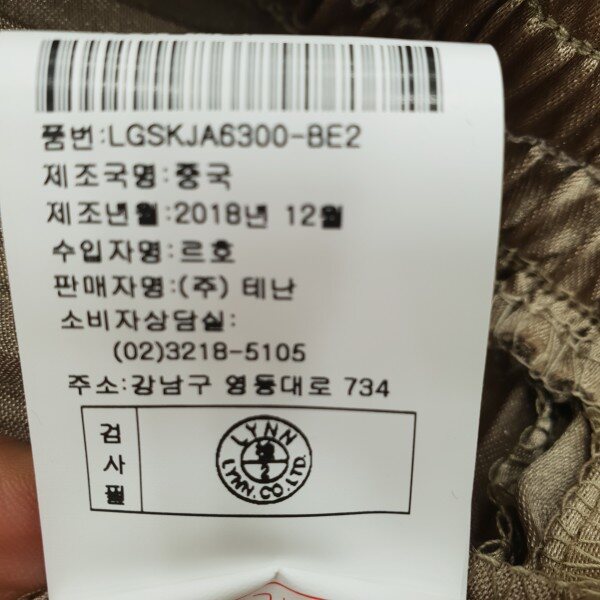 품번:LGSKJA6300-BE2
제조국명:중국
제조년월:2018년 12월
수입자명:르호
판매자명:(주) 테난
소비자상담실:
(02)3218-5105
주소:강남구 영동대로 734
검사필
LYNN
2
LYNN.CO.LTD.